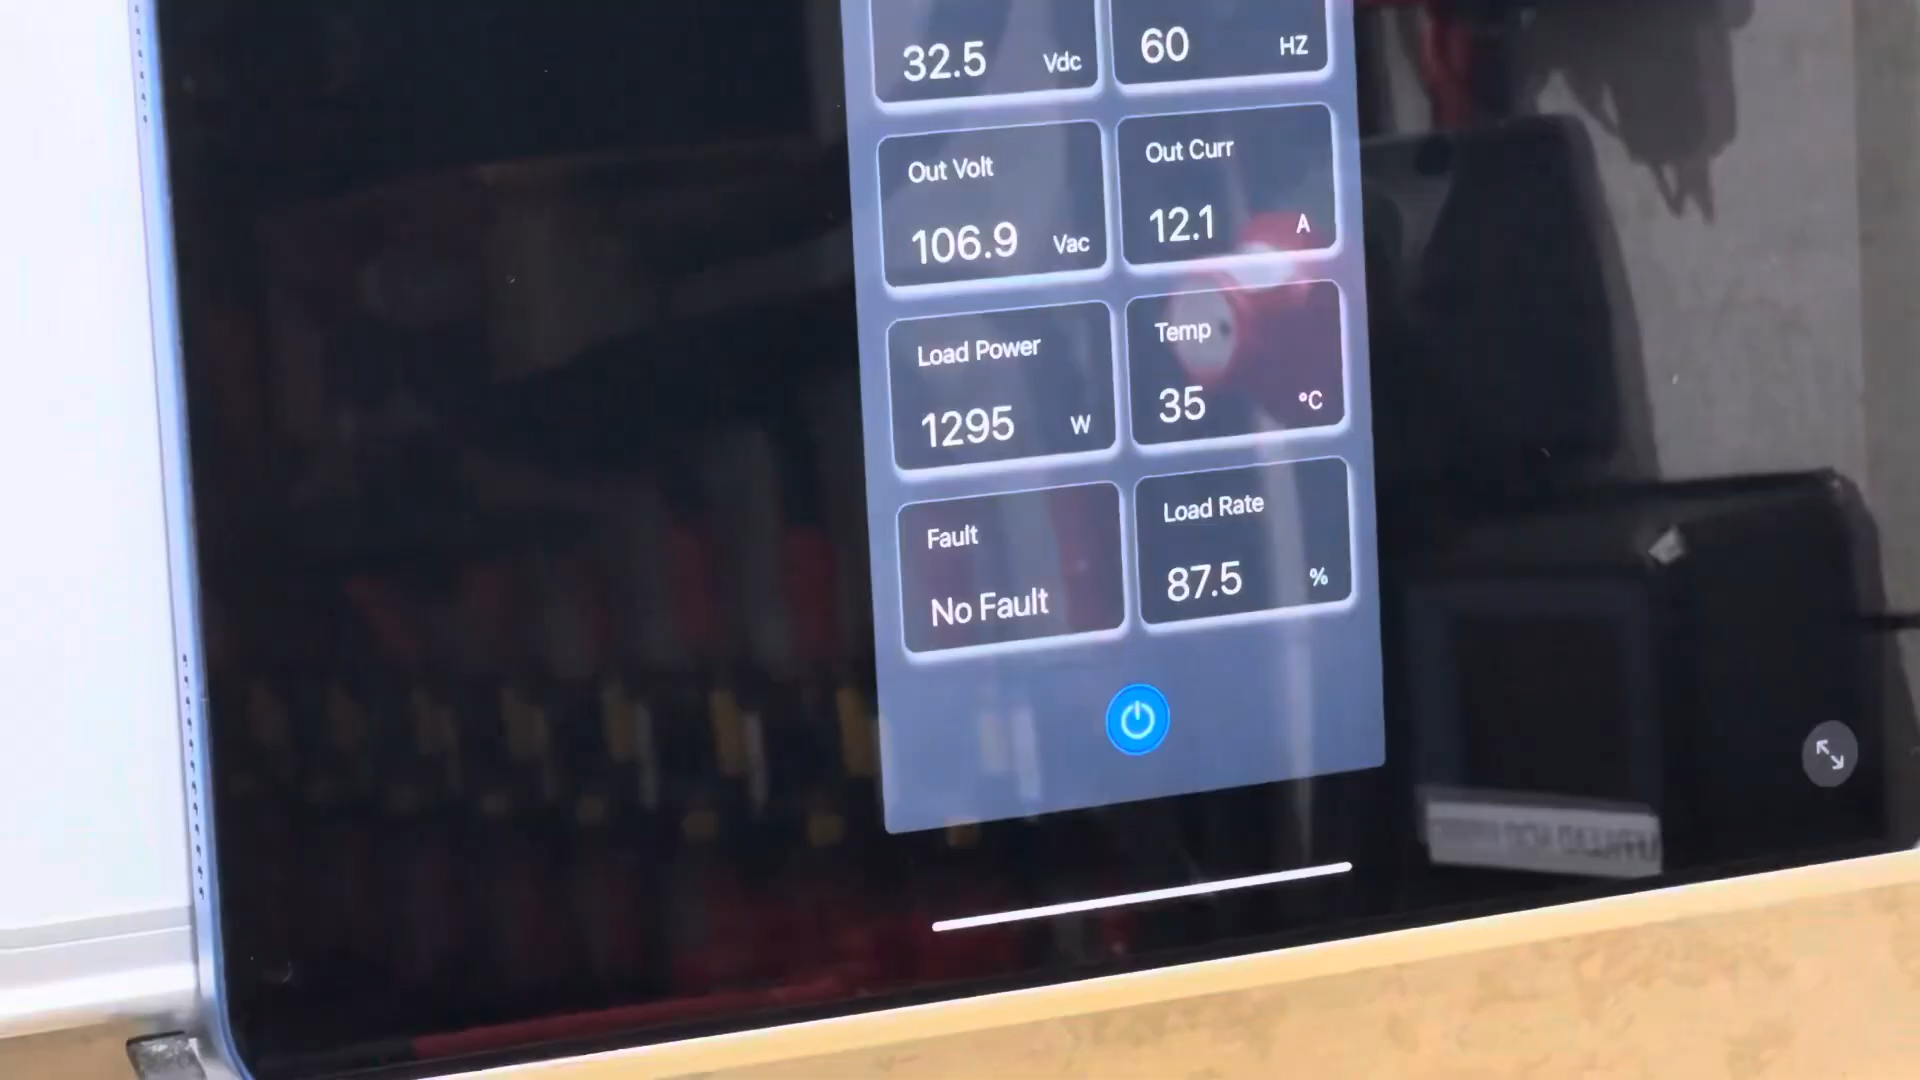 32.5 Vdc
60 HZ
Out Volt
106.9 Vac
Out Curr
12.1 A
Load Power
1295 W
Temp
35 °C
Fault
No Fault
Load Rate
87.5 %